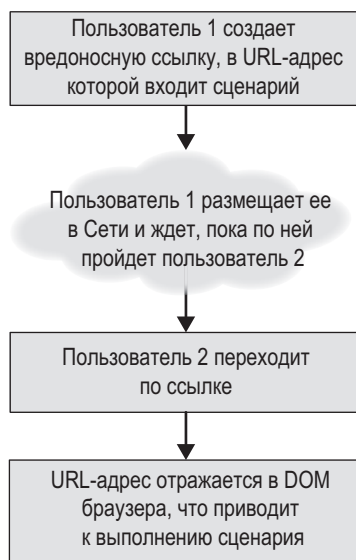 Пользователь 1 создает
вредоносную ссылку, в URL-адрес
которой входит сценарий
Пользователь 1 размещает ее
в Сети и ждет, пока по ней
пройдет пользователь 2
Пользователь 2 переходит
по ссылке
URL-адрес отражается в DOM
браузера, что приводит
к выполнению сценария